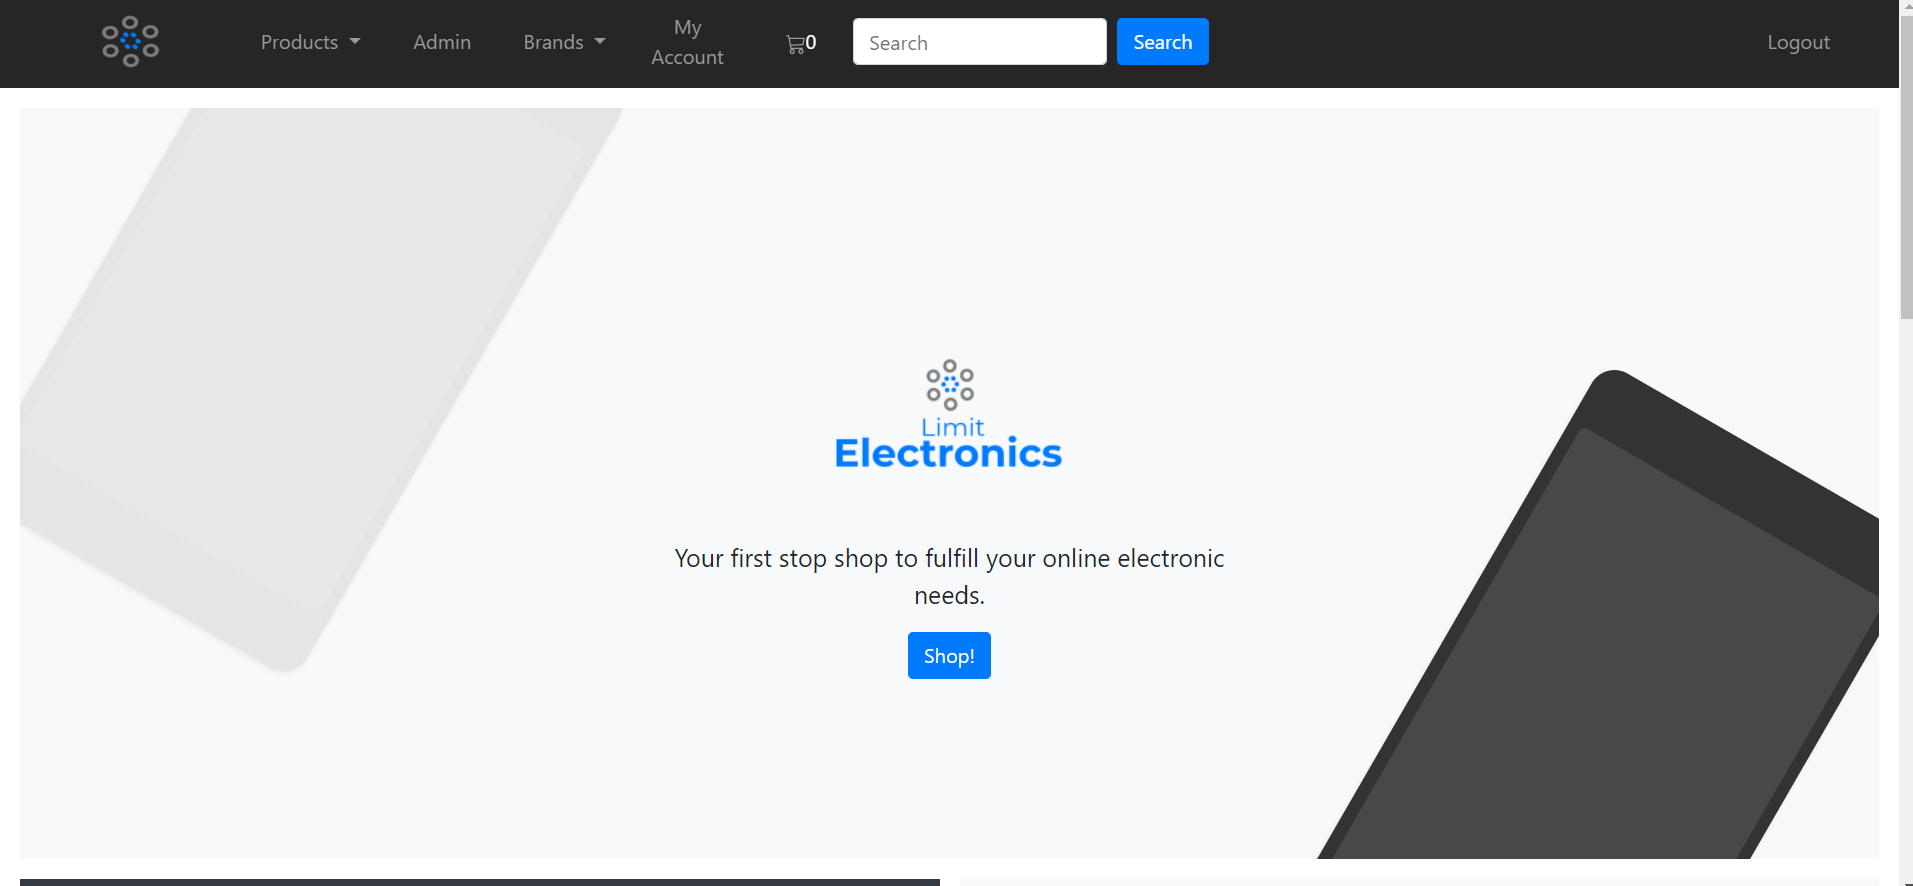 Products Admin Brands My Account 0 Search Search Logout
Limit
Electronics
Your first stop shop to fulfill your online electronic
needs.
Shop!